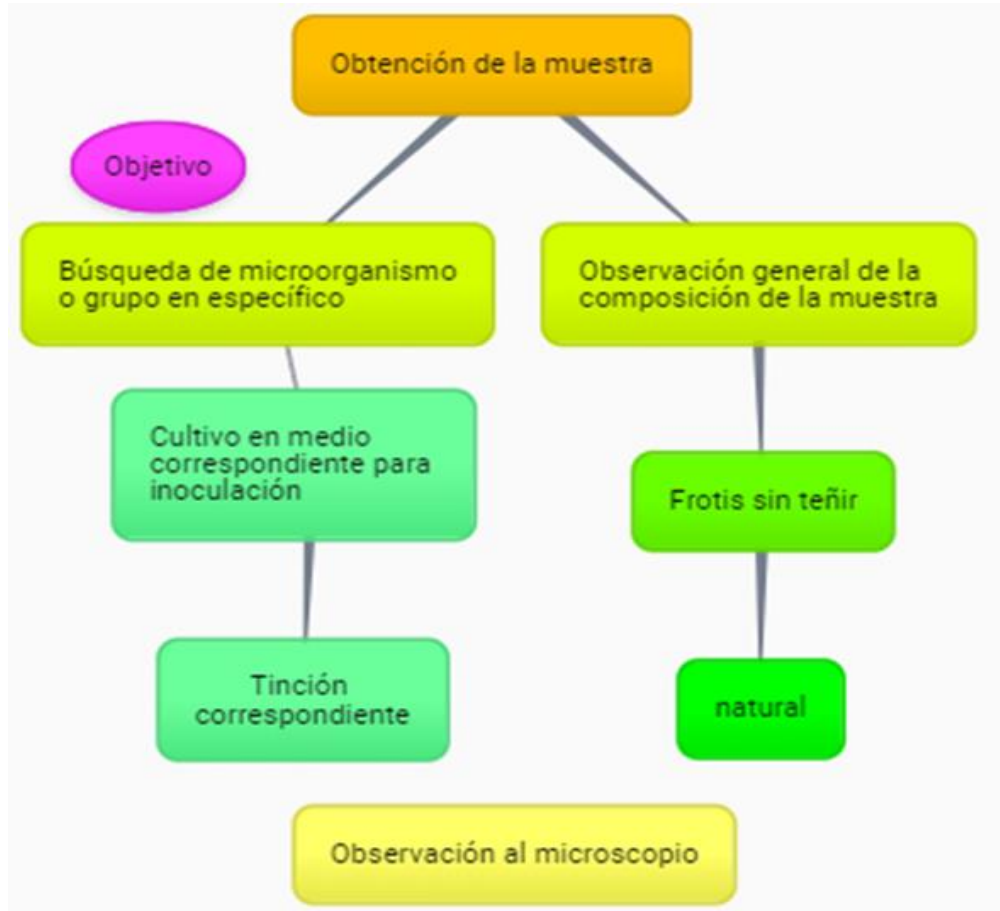 Obtención de la muestra
Objetivo
Búsqueda de microorganismo
o grupo en específico
Observación general de la
composición de la muestra
Cultivo en medio
correspondiente para
inoculación
Frotis sin teñir
Tinción
correspondiente
natural
Observación al microscopio